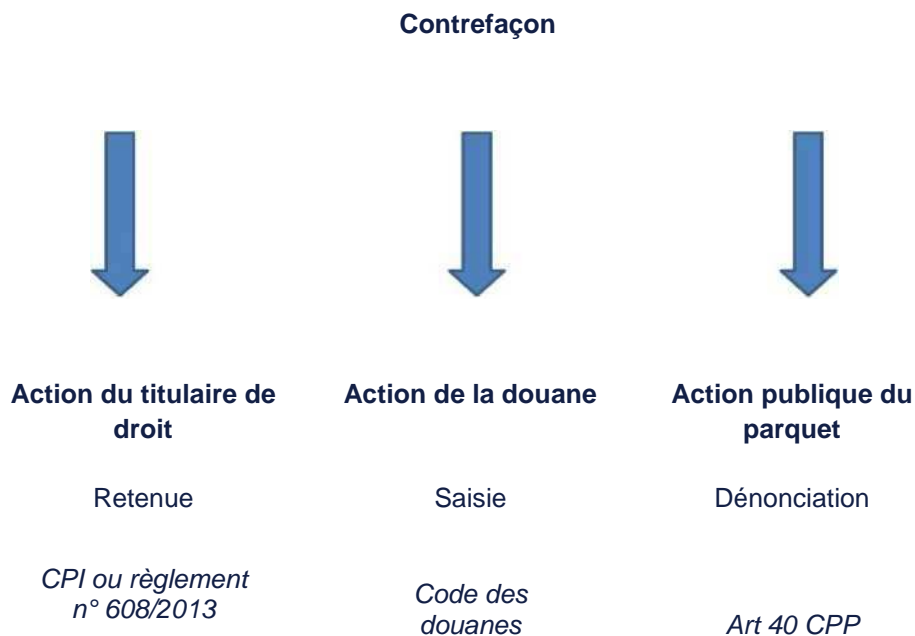 Contrefaçon
Action du titulaire de
droit
Retenue
CPI ou règlement
n° 608/2013
Action de la douane
Saisie
Code des
douanes
Action publique du
parquet
Dénonciation
Art 40 CPP